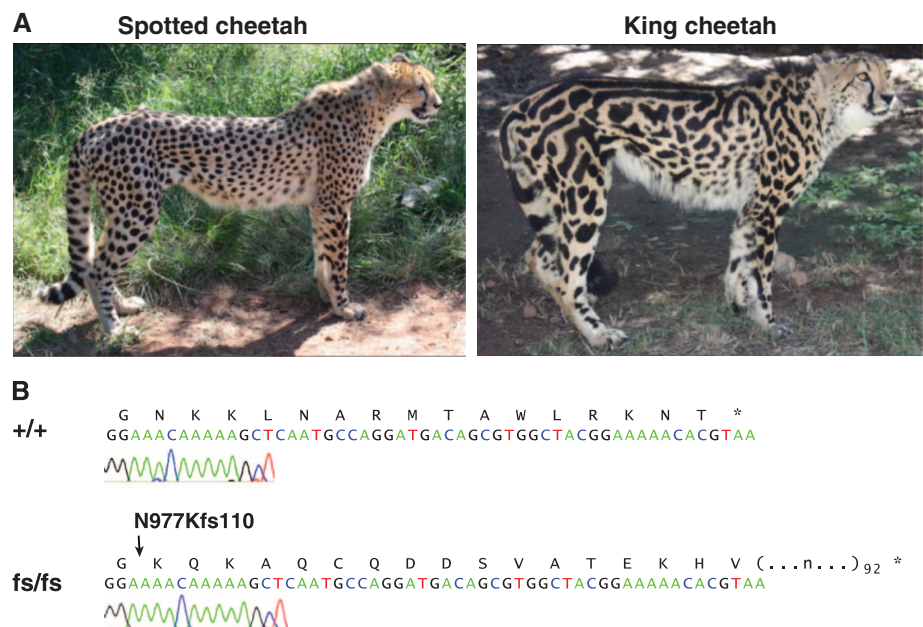 A
Spotted cheetah
King cheetah
B
G N K K L N A R M T A W L R K N T *
+/+
GGAAACAAAAAGCTCAATGCCAGGATGACAGCGTGGCTACGGAAAAACACGTAA
N977Kfs110
G K Q K A Q C Q D D S V A T E K H V (...n...)92 *
fs/fs
GGAAAACAAAAAGCTCAATGCCAGGATGACAGCGTGGCTACGGAAAAACACGTAA